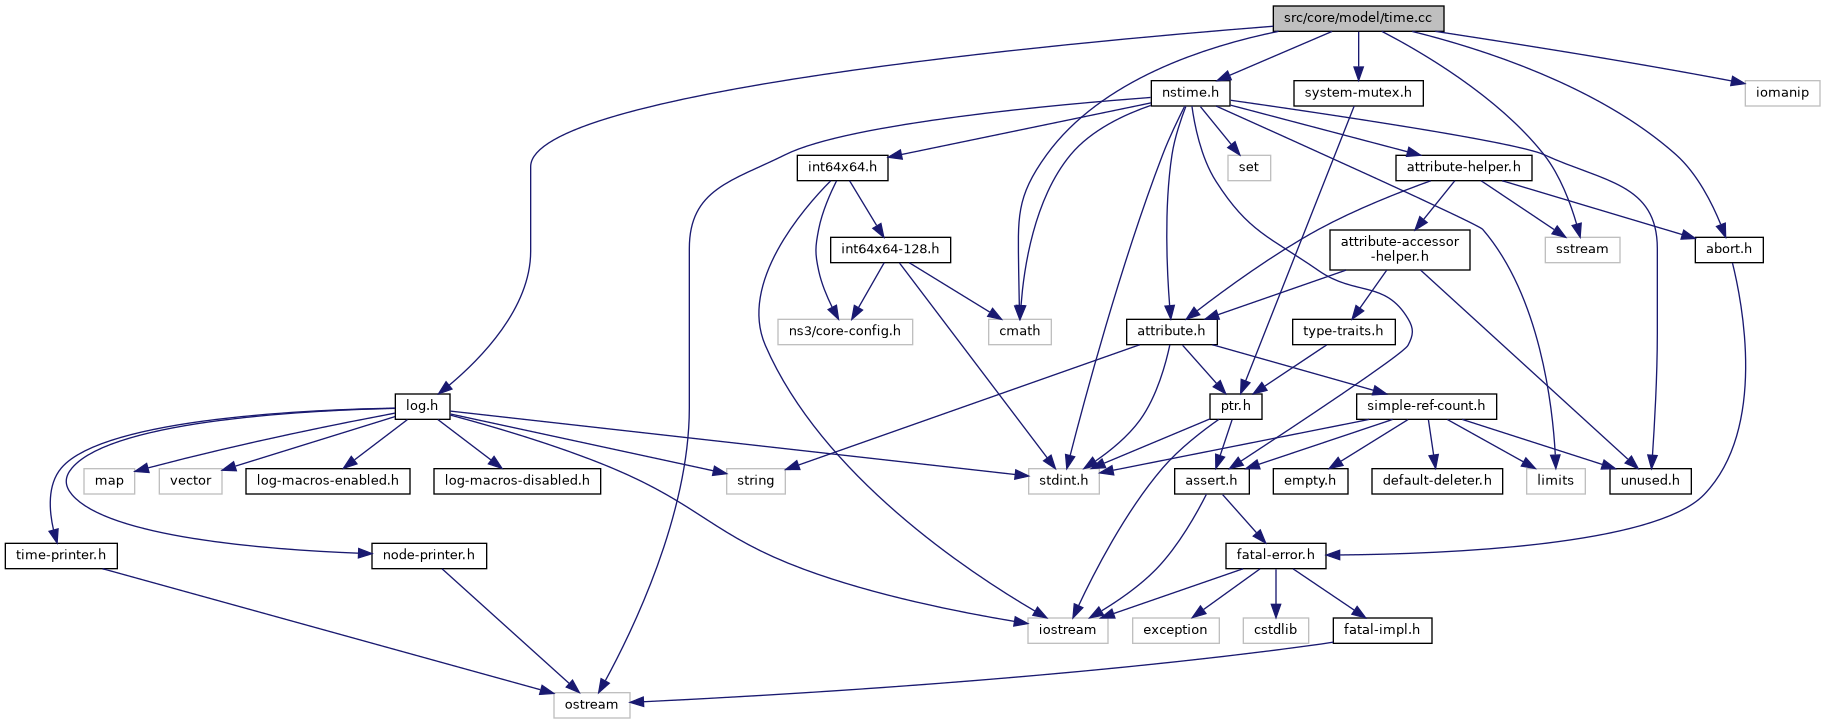 src/core/model/time.cc
nstime.h
system-mutex.h
iomanip
int64x64.h
set
attribute-helper.h
int64x64-128.h
attribute-accessor
-helper.h
sstream
abort.h
ns3/core-config.h
cmath
attribute.h
type-traits.h
log.h
ptr.h
simple-ref-count.h
map
vector
log-macros-enabled.h
log-macros-disabled.h
string
stdint.h
assert.h
empty.h
default-deleter.h
limits
unused.h
time-printer.h
node-printer.h
fatal-error.h
iostream
exception
cstdlib
fatal-impl.h
ostream